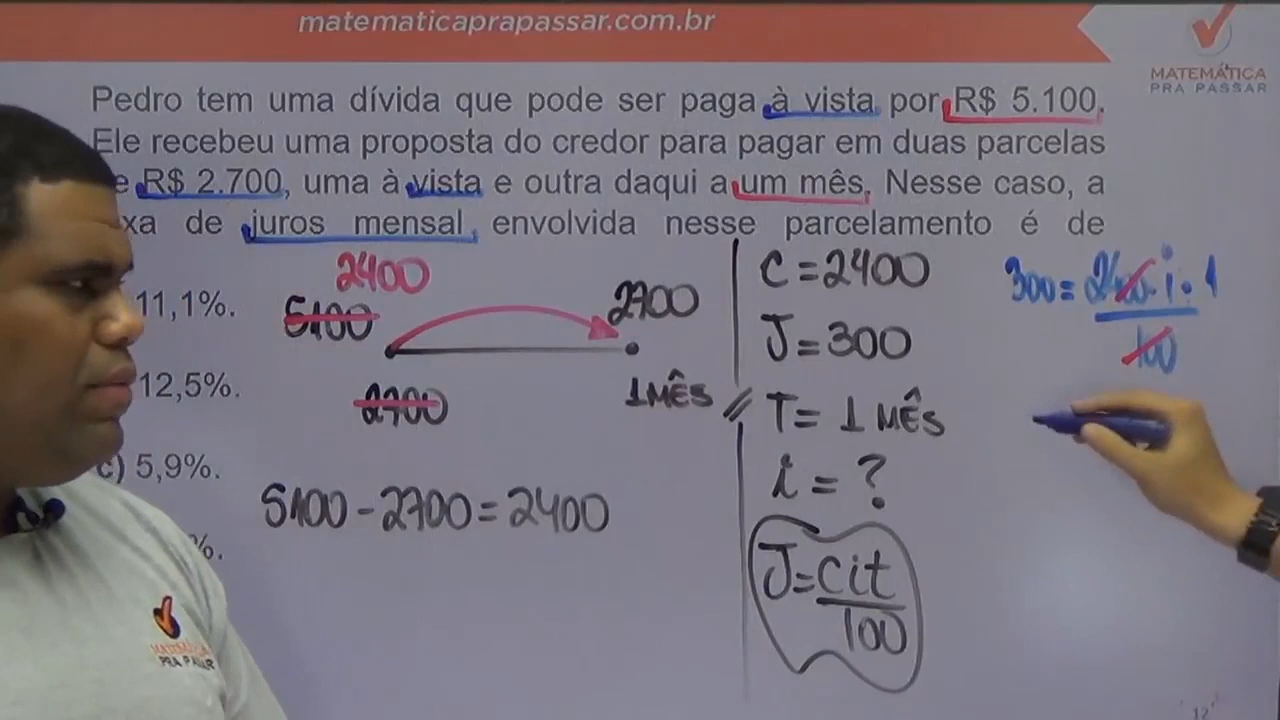 matematicaprapassar.com.br
MATEMÁTICA
PRA PASSAR
Pedro tem uma dívida que pode ser paga à vista por R$ 5.100.
Ele recebeu uma proposta do credor para pagar em duas parcelas
e R$ 2.700, uma à vista e outra daqui a um mês. Nesse caso, a
xa de juros mensal envolvida nesse parcelamento é de
11,1%.
12,5%.
c) 5,9%.
%.
2400
5100
2700
2700
1 MÊS
5100 - 2700 = 2400
C = 2400
J = 300
T = 1 MÊS
i = ?
J = cit
100
300 = 2400 . i . 1
100
MATEMÁTICA
PRA PASSAR
12